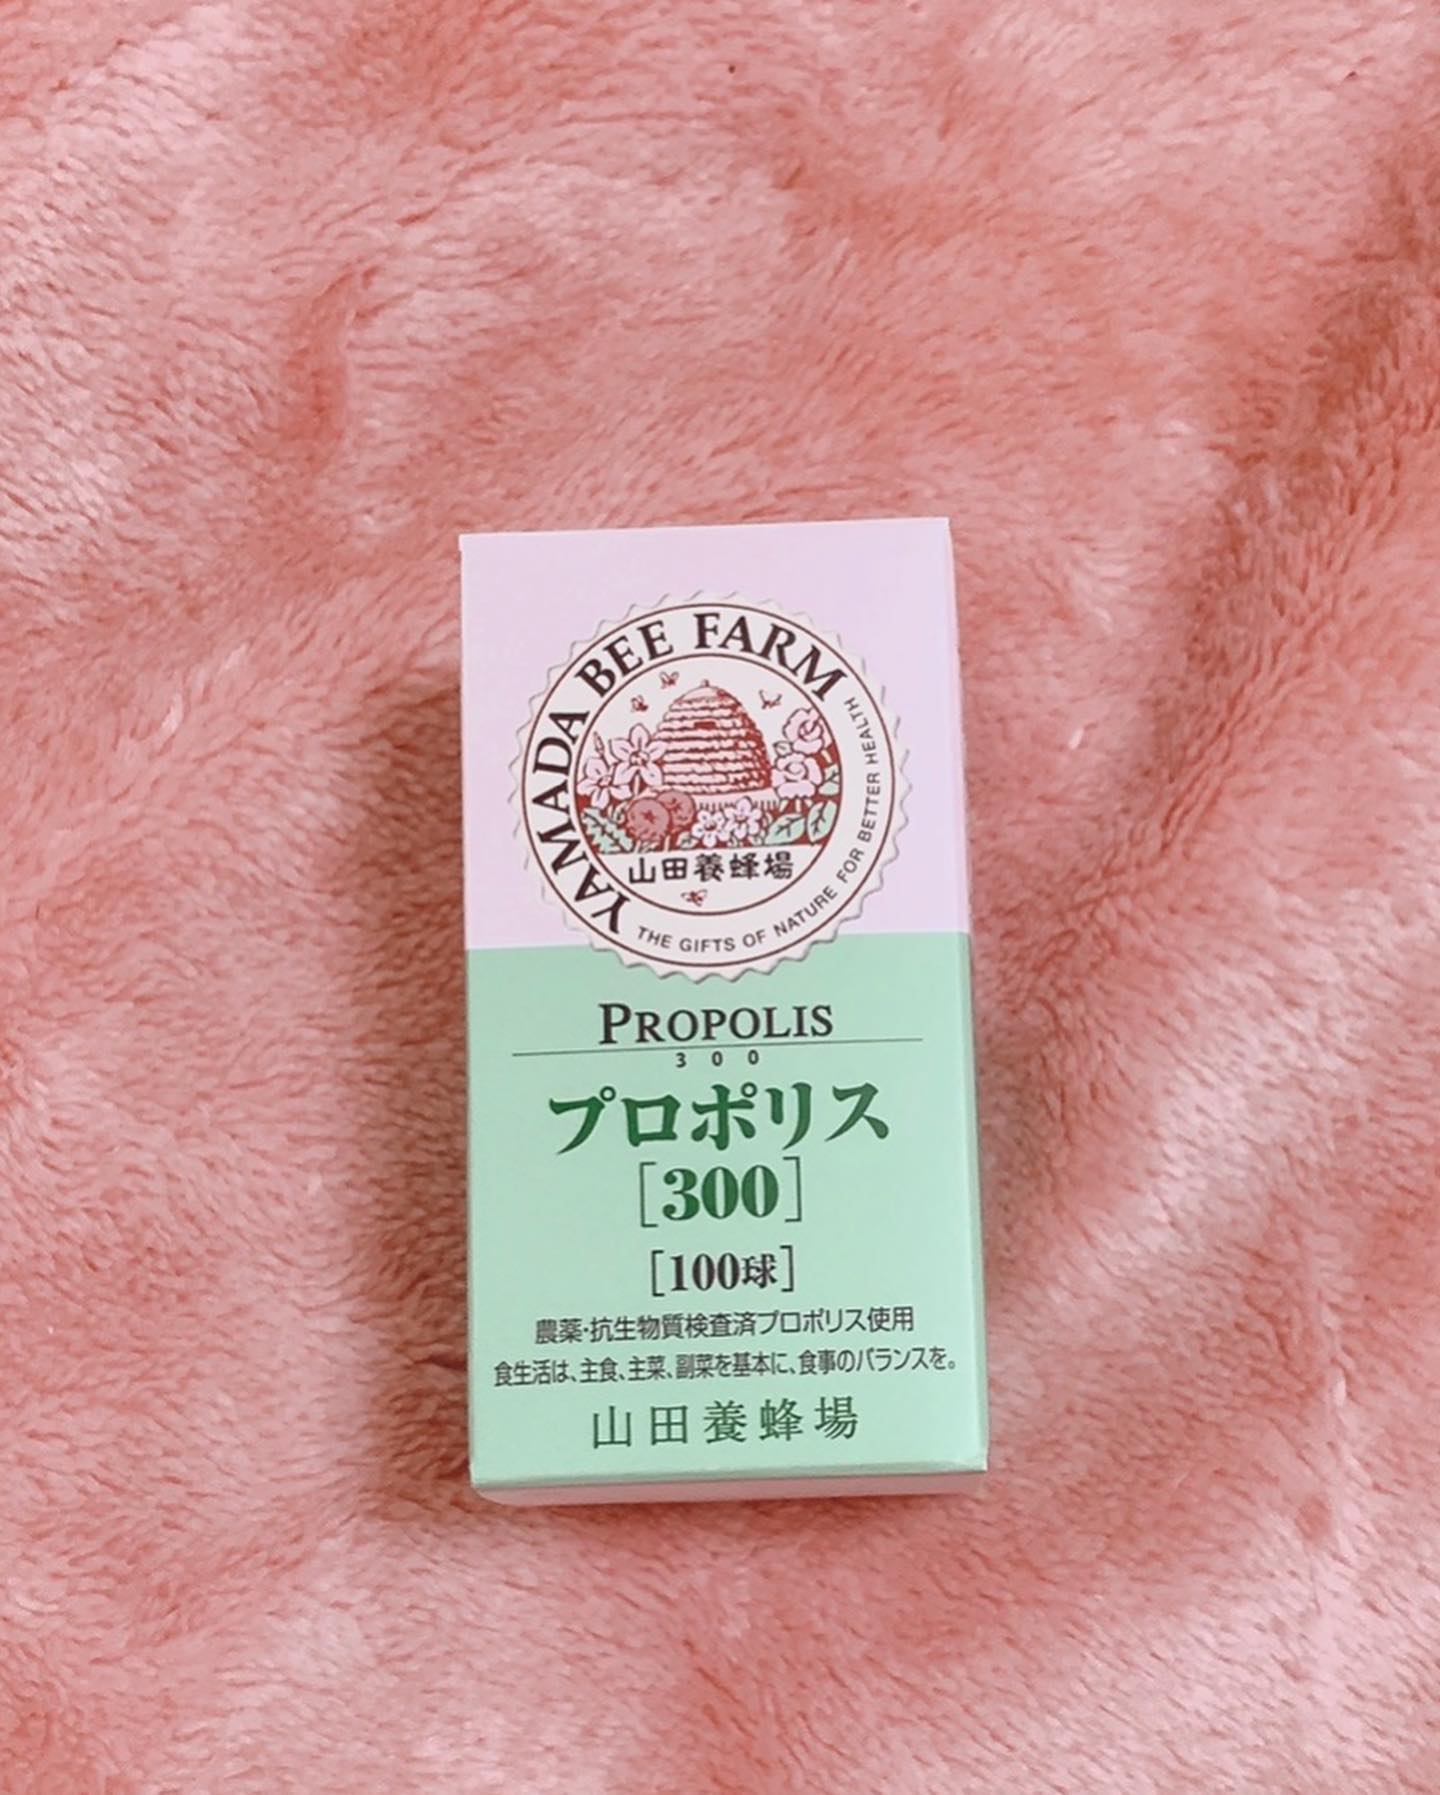 YAMADA BEE FARM
THE GIFTS OF NATURE FOR BETTER HEALTH
山田養蜂場
PROPOLIS
300
プロポリス
[300]
[100球]
農薬・抗生物質検査済プロポリス使用
食生活は、主食、主菜、副菜を基本に、食事のバランスを。
山田養蜂場